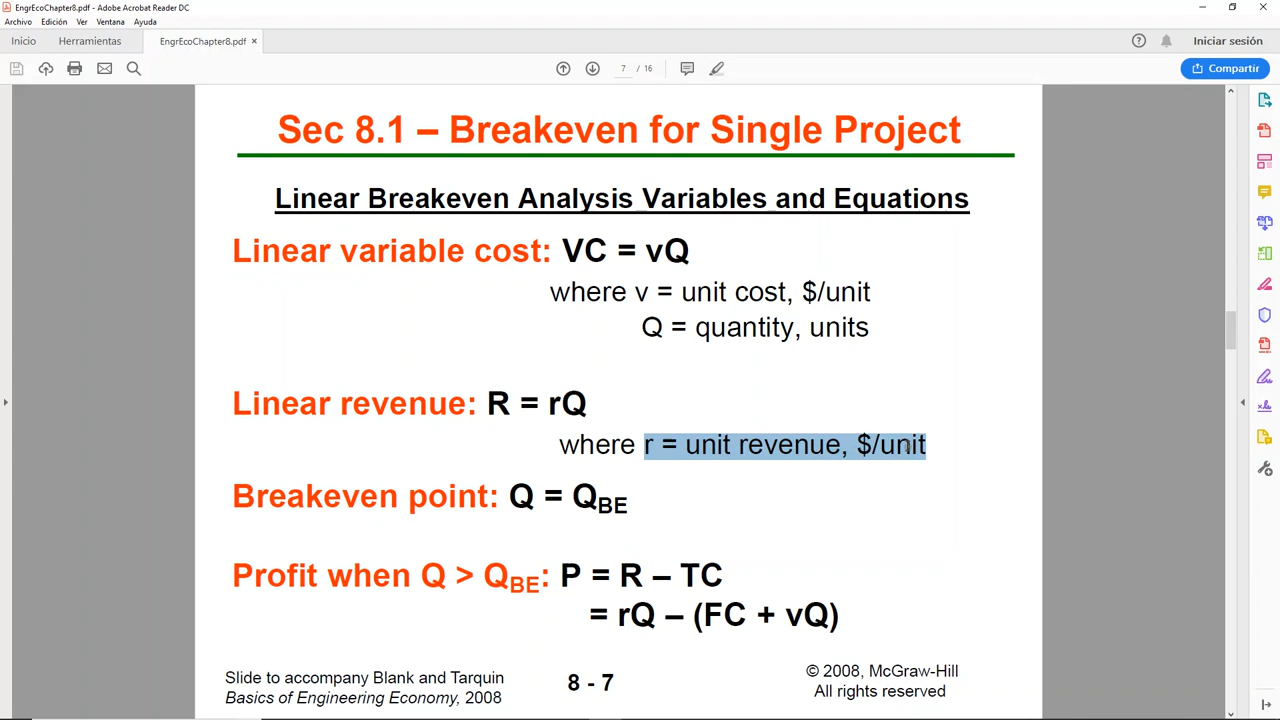 EngrEcoChapter8.pdf - Adobe Acrobat Reader DC
Archivo Edición Ver Ventana Ayuda
Inicio Herramientas EngrEcoChapter8.pdf × Iniciar sesión
7 / 16 Compartir
Sec 8.1 – Breakeven for Single Project
Linear Breakeven Analysis Variables and Equations
Linear variable cost: VC = vQ
where v = unit cost, $/unit
Q = quantity, units
Linear revenue: R = rQ
where r = unit revenue, $/unit
Breakeven point: Q = QBE
Profit when Q > QBE: P = R – TC
= rQ – (FC + vQ)
Slide to accompany Blank and Tarquin
Basics of Engineering Economy, 2008
8 - 7
© 2008, McGraw-Hill
All rights reserved